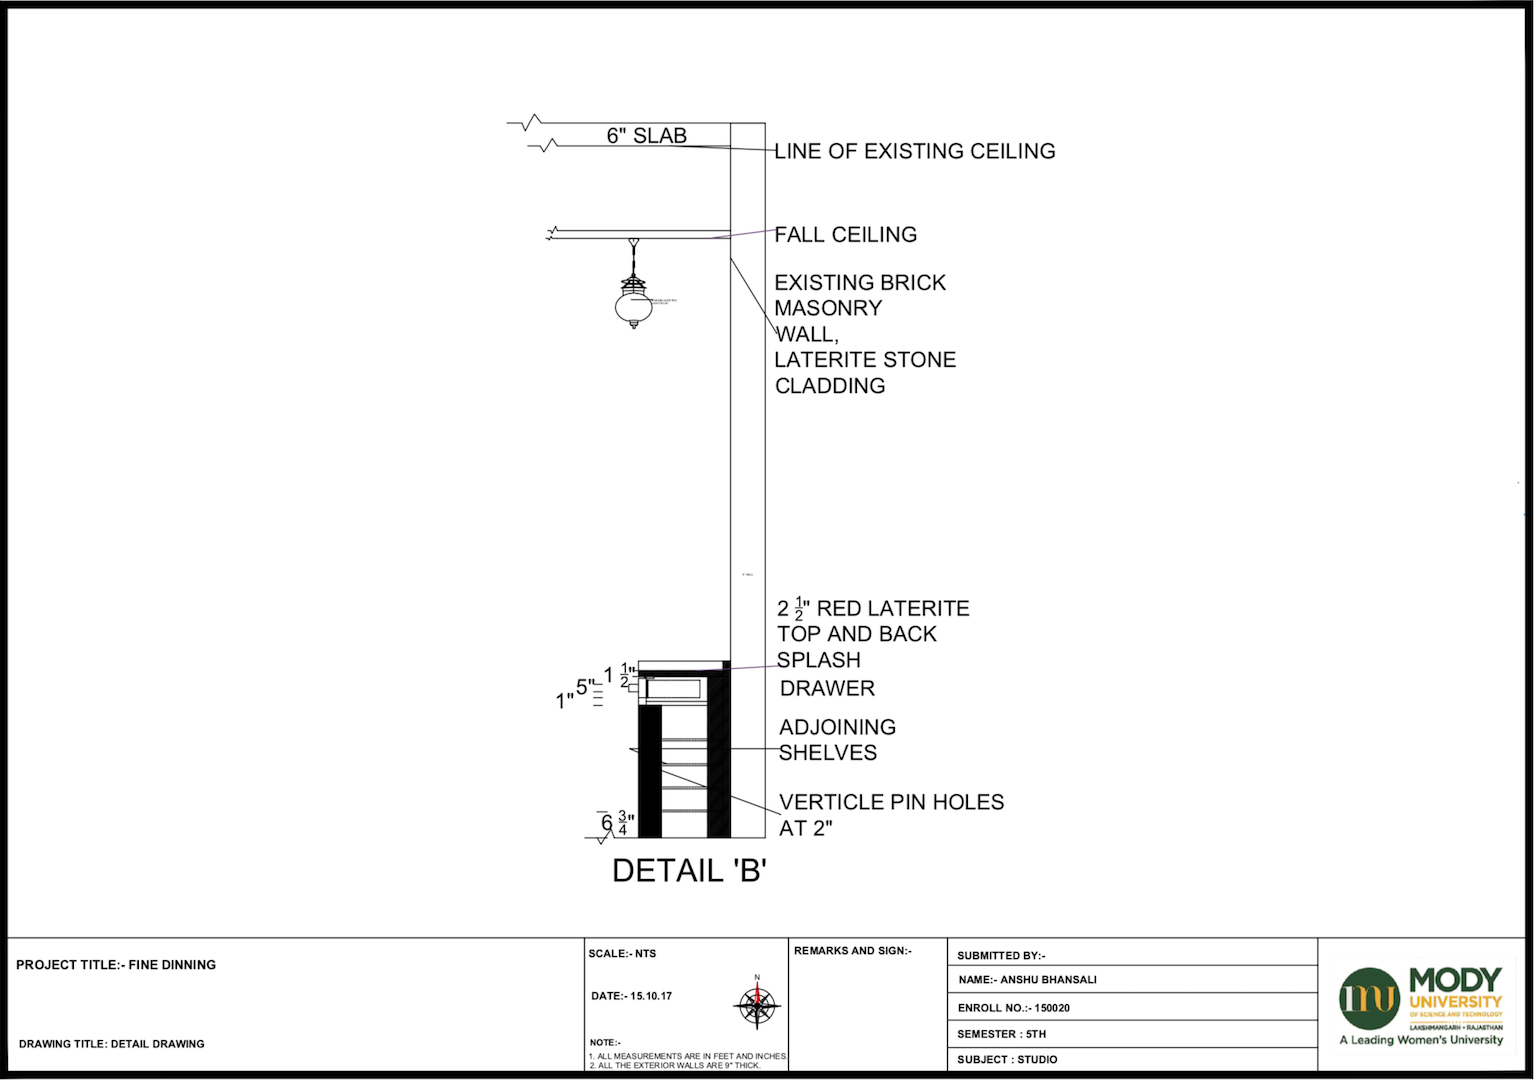 6" SLAB
LINE OF EXISTING CEILING
FALL CEILING
EXISTING BRICK
MASONRY
WALL,
LATERITE STONE
CLADDING
2 1/2" RED LATERITE
TOP AND BACK
SPLASH
1 1/2"
5"
1"
DRAWER
ADJOINING
SHELVES
VERTICLE PIN HOLES
AT 2"
6 3/4"
DETAIL 'B'
PROJECT TITLE:- FINE DINNING
DRAWING TITLE: DETAIL DRAWING
SCALE:- NTS
DATE:- 15.10.17
N
NOTE:-
1. ALL MEASUREMENTS ARE IN FEET AND INCHES.
2. ALL THE EXTERIOR WALLS ARE 9" THICK.
REMARKS AND SIGN:-
SUBMITTED BY:-
NAME:- ANSHU BHANSALI
ENROLL NO.:- 150020
SEMESTER : 5TH
SUBJECT : STUDIO
mu
MODY
UNIVERSITY
OF SCIENCE AND TECHNOLOGY
LAKSHMANGARH • RAJASTHAN
A Leading Women's University